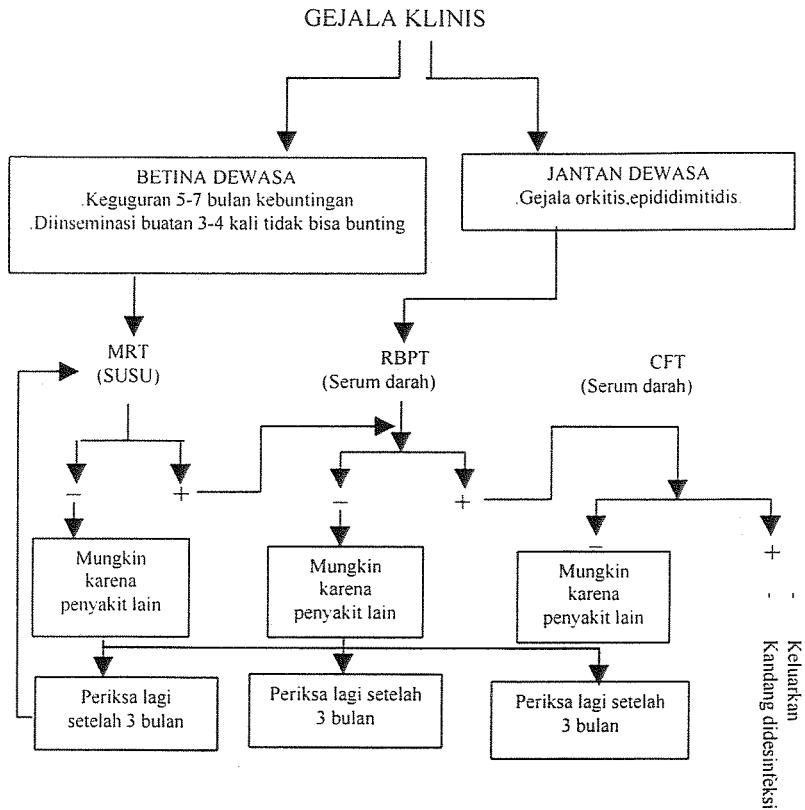 GEJALA KLINIS
BETINA DEWASA
.Keguguran 5-7 bulan kebuntingan
.Diinseminasi buatan 3-4 kali tidak bisa bunting
JANTAN DEWASA
.Gejala orkitis,epididimitidis.
MRT
(SUSU)
RBPT
(Serum darah)
CFT
(Serum darah)
– +
– +
– +
Mungkin
karena
penyakit lain
Mungkin
karena
penyakit lain
Mungkin
karena
penyakit lain
- Keluarkan
- Kandang didesinfeksi
Periksa lagi
setelah 3 bulan
Periksa lagi setelah
3 bulan
Periksa lagi setelah
3 bulan